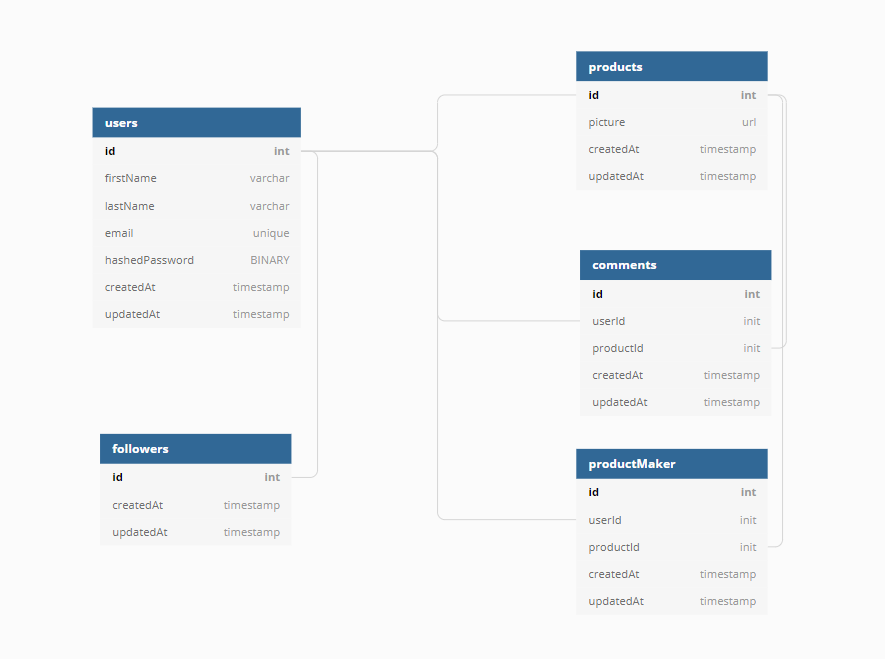 users
id int
firstName varchar
lastName varchar
email unique
hashedPassword BINARY
createdAt timestamp
updatedAt timestamp
followers
id int
createdAt timestamp
updatedAt timestamp
products
id int
picture url
createdAt timestamp
updatedAt timestamp
comments
id int
userId init
productId init
createdAt timestamp
updatedAt timestamp
productMaker
id int
userId init
productId init
createdAt timestamp
updatedAt timestamp